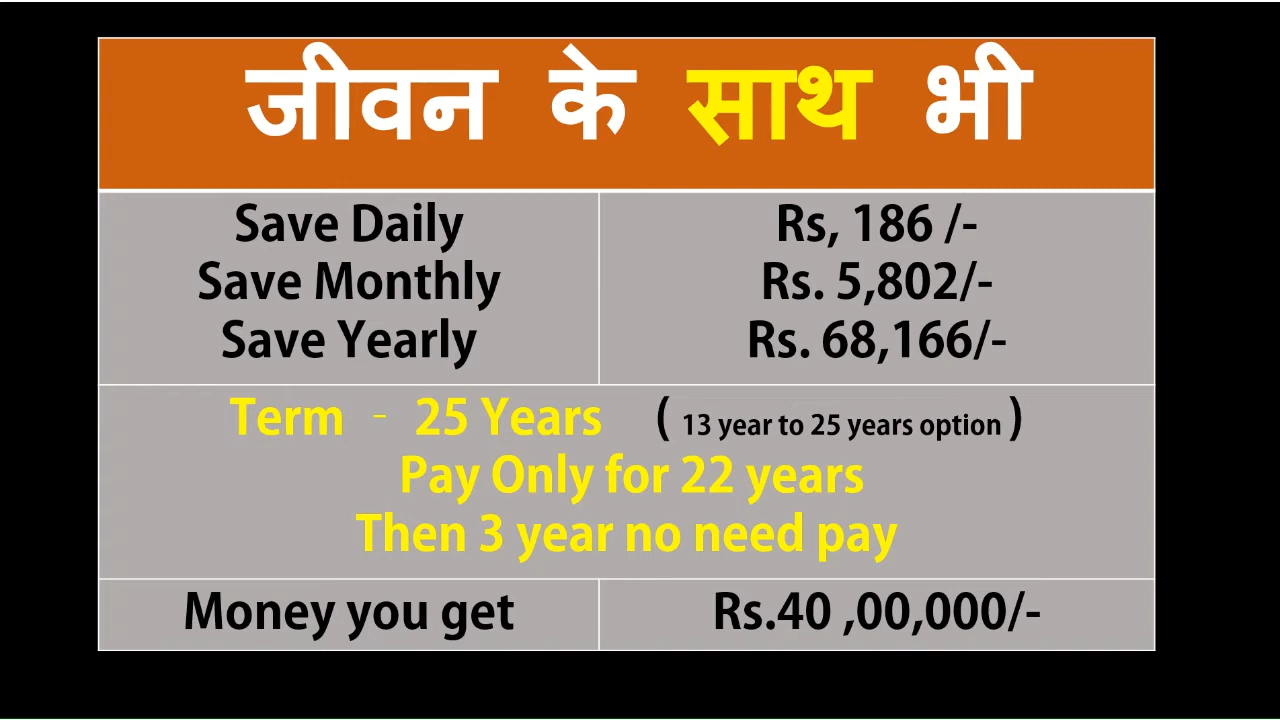 जीवन के साथ भी
Save Daily Rs, 186 /-
Save Monthly Rs. 5,802/-
Save Yearly Rs. 68,166/-
Term - 25 Years ( 13 year to 25 years option )
Pay Only for 22 years
Then 3 year no need pay
Money you get Rs.40 ,00,000/-